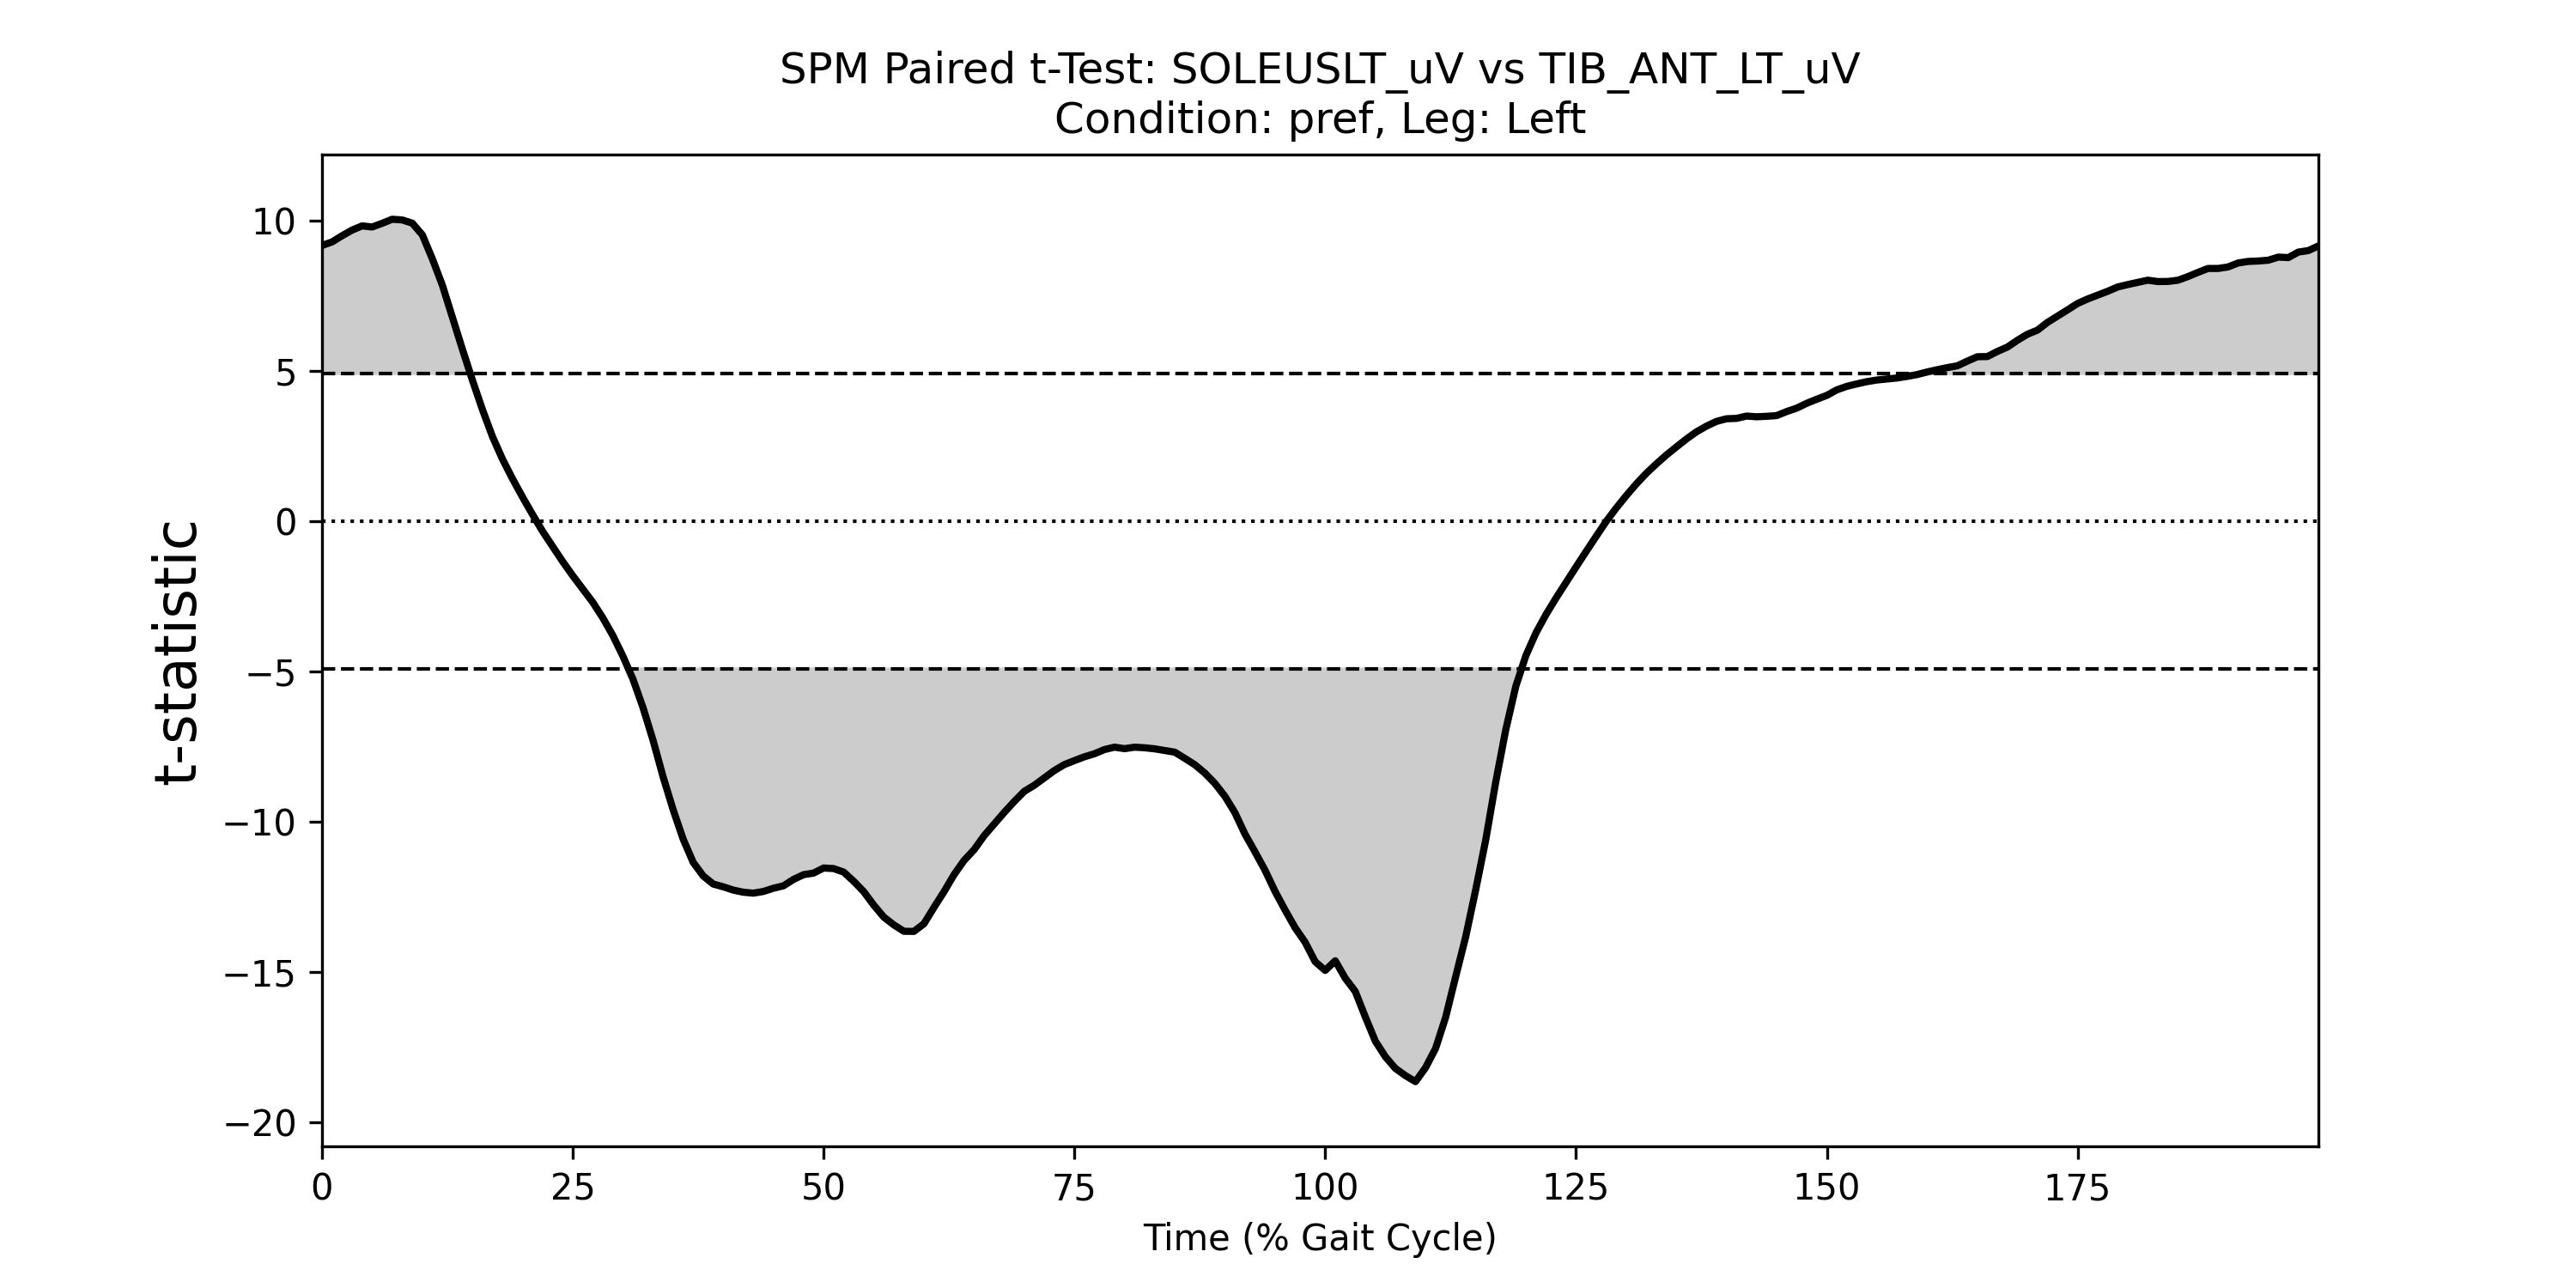 SPM Paired t-Test: SOLEUSLT_uV vs TIB_ANT_LT_uV
Condition: pref, Leg: Left
t-statistic
10
5
0
−5
−10
−15
−20
0 25 50 75 100 125 150 175
Time (% Gait Cycle)